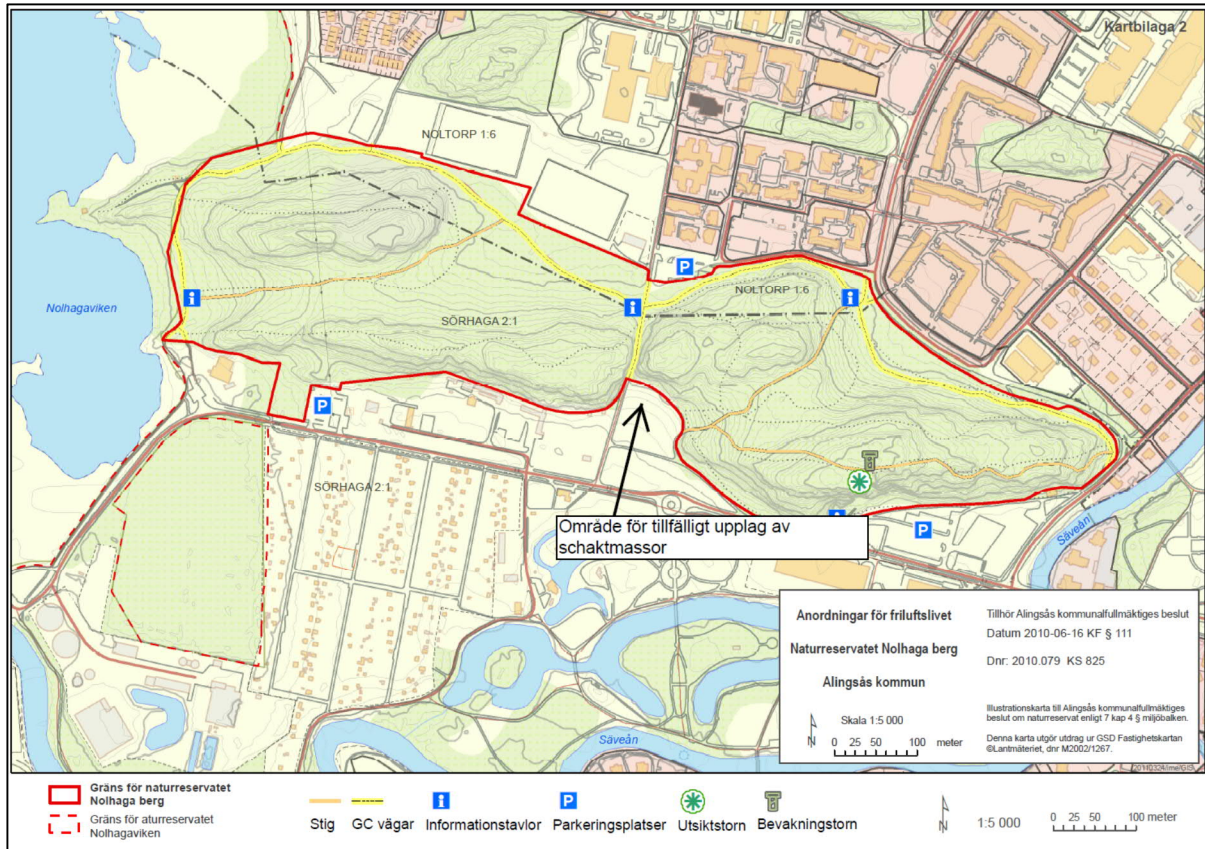 Kartbilaga 2
NOLTORP 1:6
P
NOLTORP 1:6
i
i
i
Nolhagaviken
SÖRHAGA 2:1
P
SÖRHAGA 2:1
Område för tillfälligt upplag av
schaktmassor
i
P
Säveån
Säveån
Anordningar för friluftslivet
Naturreservatet Nolhaga berg
Alingsås kommun
N
Skala 1:5 000
0 25 50 100 meter
Tillhör Alingsås kommunalfullmäktiges beslut
Datum 2010-06-16 KF § 111
Dnr: 2010.079 KS 825
Illustrationskarta till Alingsås kommunalfullmäktiges
beslut om naturreservat enligt 7 kap 4 § miljöbalken.
Denna karta utgör utdrag ur GSD Fastighetskartan
©Lantmäteriet, dnr M2002/1267.
Gräns för naturreservatet
Nolhaga berg
Gräns för aturreservatet
Nolhagaviken
Stig
GC vägar
i
Informationstavlor
P
Parkeringsplatser
Utsiktstorn
Bevakningstorn
N
1:5 000
0 25 50 100 meter